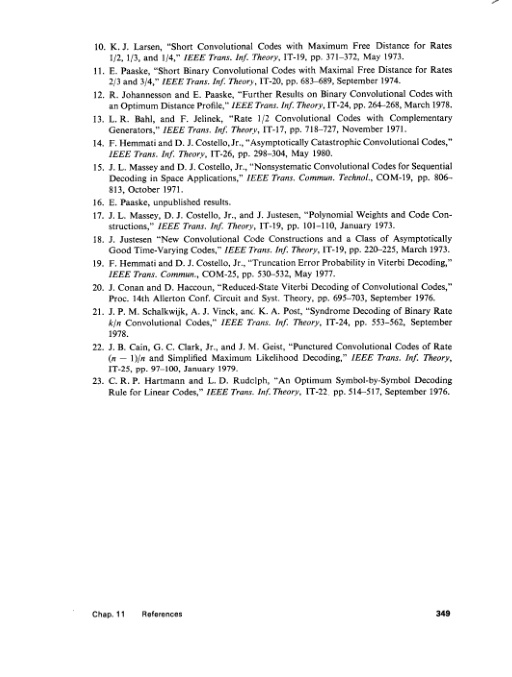 10. K. J. Larsen, "Short Convolutional Codes with Maximum Free Distance for Rates
1/2, 1/3, and 1/4," IEEE Trans. Inf. Theory, IT-19, pp. 371–372, May 1973.
11. E. Paaske, "Short Binary Convolutional Codes with Maximal Free Distance for Rates
2/3 and 3/4," IEEE Trans. Inf. Theory, IT-20, pp. 683–689, September 1974.
12. R. Johannesson and E. Paaske, "Further Results on Binary Convolutional Codes with
an Optimum Distance Profile," IEEE Trans. Inf. Theory, IT-24, pp. 264–268, March 1978.
13. L. R. Bahl, and F. Jelinek, "Rate 1/2 Convolutional Codes with Complementary
Generators," IEEE Trans. Inf. Theory, IT-17, pp. 718–727, November 1971.
14. F. Hemmati and D. J. Costello, Jr., "Asymptotically Catastrophic Convolutional Codes,"
IEEE Trans. Inf. Theory, IT-26, pp. 298–304, May 1980.
15. J. L. Massey and D. J. Costello, Jr., "Nonsystematic Convolutional Codes for Sequential
Decoding in Space Applications," IEEE Trans. Commun. Technol., COM-19, pp. 806–
813, October 1971.
16. E. Paaske, unpublished results.
17. J. L. Massey, D. J. Costello, Jr., and J. Justesen, "Polynomial Weights and Code Con-
structions," IEEE Trans. Inf. Theory, IT-19, pp. 101–110, January 1973.
18. J. Justesen "New Convolutional Code Constructions and a Class of Asymptotically
Good Time-Varying Codes," IEEE Trans. Inf. Theory, IT-19, pp. 220–225, March 1973.
19. F. Hemmati and D. J. Costello, Jr., "Truncation Error Probability in Viterbi Decoding,"
IEEE Trans. Commun., COM-25, pp. 530–532, May 1977.
20. J. Conan and D. Haccoun, "Reduced-State Viterbi Decoding of Convolutional Codes,"
Proc. 14th Allerton Conf. Circuit and Syst. Theory, pp. 695–703, September 1976.
21. J. P. M. Schalkwijk, A. J. Vinck, and K. A. Post, "Syndrome Decoding of Binary Rate
k/n Convolutional Codes," IEEE Trans. Inf. Theory, IT-24, pp. 553–562, September
1978.
22. J. B. Cain, G. C. Clark, Jr., and J. M. Geist, "Punctured Convolutional Codes of Rate
(n − 1)/n and Simplified Maximum Likelihood Decoding," IEEE Trans. Inf. Theory,
IT-25, pp. 97–100, January 1979.
23. C. R. P. Hartmann and L. D. Rudolph, "An Optimum Symbol-by-Symbol Decoding
Rule for Linear Codes," IEEE Trans. Inf. Theory, IT-22 pp. 514–517, September 1976.
Chap. 11 References 349